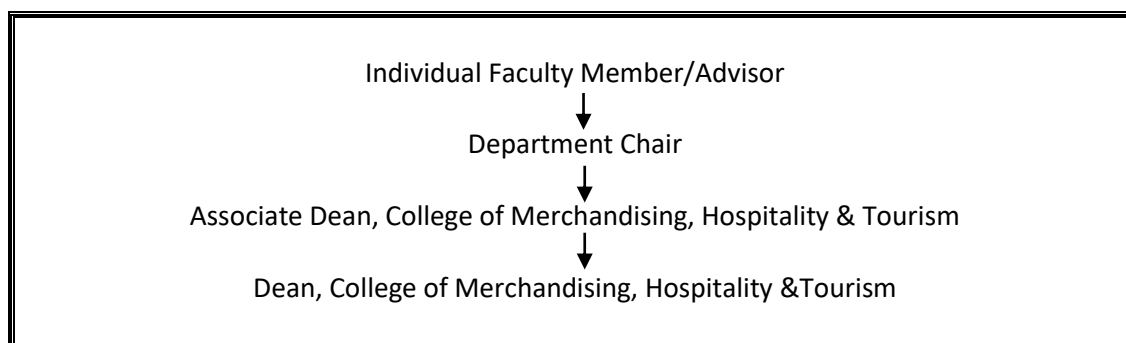 Individual Faculty Member/Advisor
Department Chair
Associate Dean, College of Merchandising, Hospitality & Tourism
Dean, College of Merchandising, Hospitality &Tourism